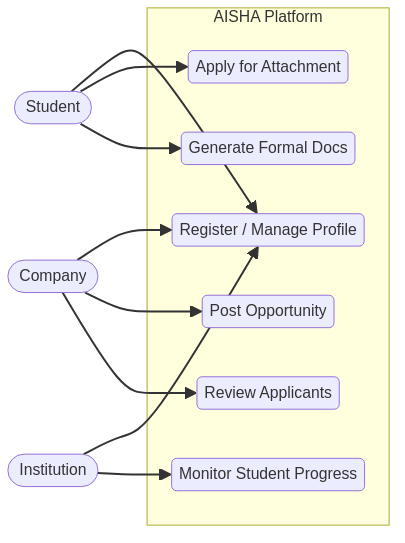 AISHA Platform
Apply for Attachment
Student
Generate Formal Docs
Register / Manage Profile
Company
Post Opportunity
Review Applicants
Institution
Monitor Student Progress